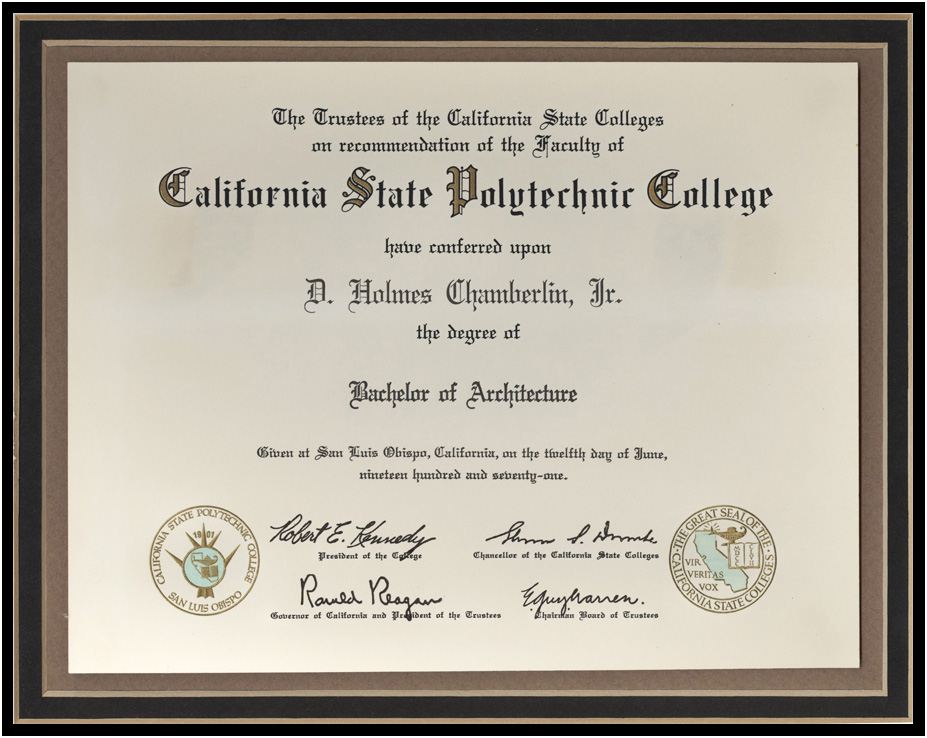 The Trustees of the California State Colleges
on recommendation of the Faculty of
California State Polytechnic College
have conferred upon
D. Holmes Chamberlin, Jr.
the degree of
Bachelor of Architecture
Given at San Luis Obispo, California, on the twelfth day of June,
nineteen hundred and seventy-one.
CALIFORNIA STATE POLYTECHNIC COLLEGE
1901
SAN LUIS OBISPO
Robert E. Kennedy
President of the College
Chancellor of the California State Colleges
Ronald Reagan
Governor of California and President of the Trustees
E. Guy Warren.
Chairman Board of Trustees
THE GREAT SEAL OF THE
CALIFORNIA STATE COLLEGES
VIR
VERITAS
VOX